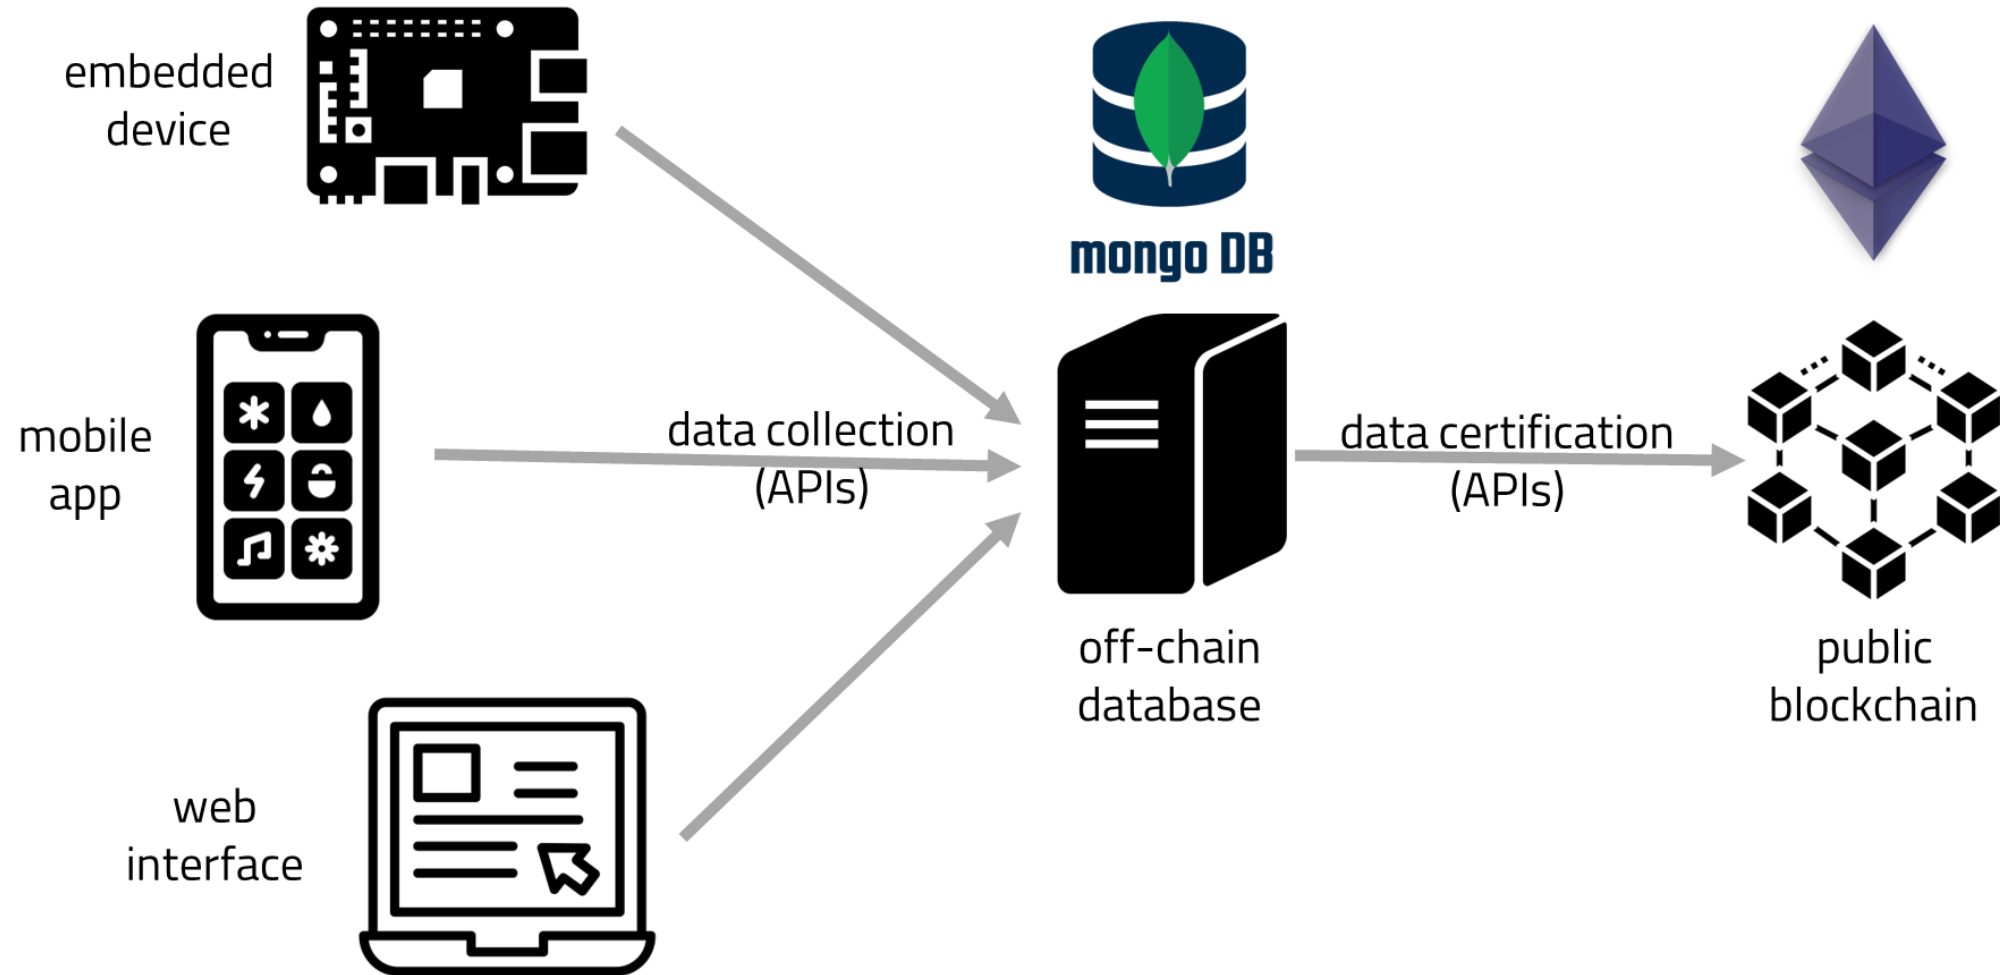 embedded
device
mongo DB
mobile
app
data collection
(APIs)
data certification
(APIs)
off-chain
database
public
blockchain
web
interface